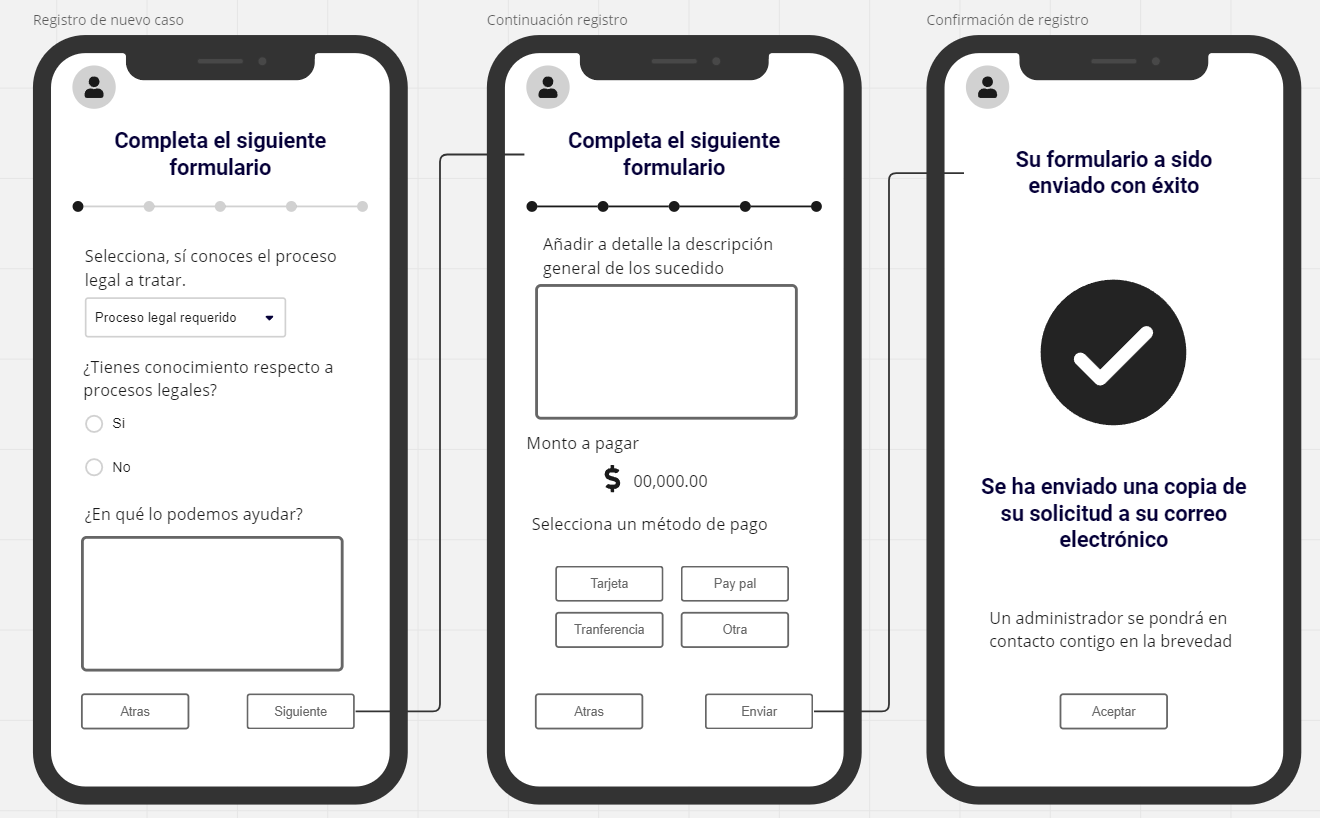 Registro de nuevo caso
Completa el siguiente
formulario
Selecciona, sí conoces el proceso
legal a tratar.
Proceso legal requerido
¿Tienes conocimiento respecto a
procesos legales?
Si
No
¿En qué lo podemos ayudar?
Atras
Siguiente
Continuación registro
Completa el siguiente
formulario
Añadir a detalle la descripción
general de los sucedido
Monto a pagar
$ 00,000.00
Selecciona un método de pago
Tarjeta
Pay pal
Tranferencia
Otra
Atras
Enviar
Confirmación de registro
Su formulario a sido
enviado con éxito
Se ha enviado una copia de
su solicitud a su correo
electrónico
Un administrador se pondrá en
contacto contigo en la brevedad
Aceptar